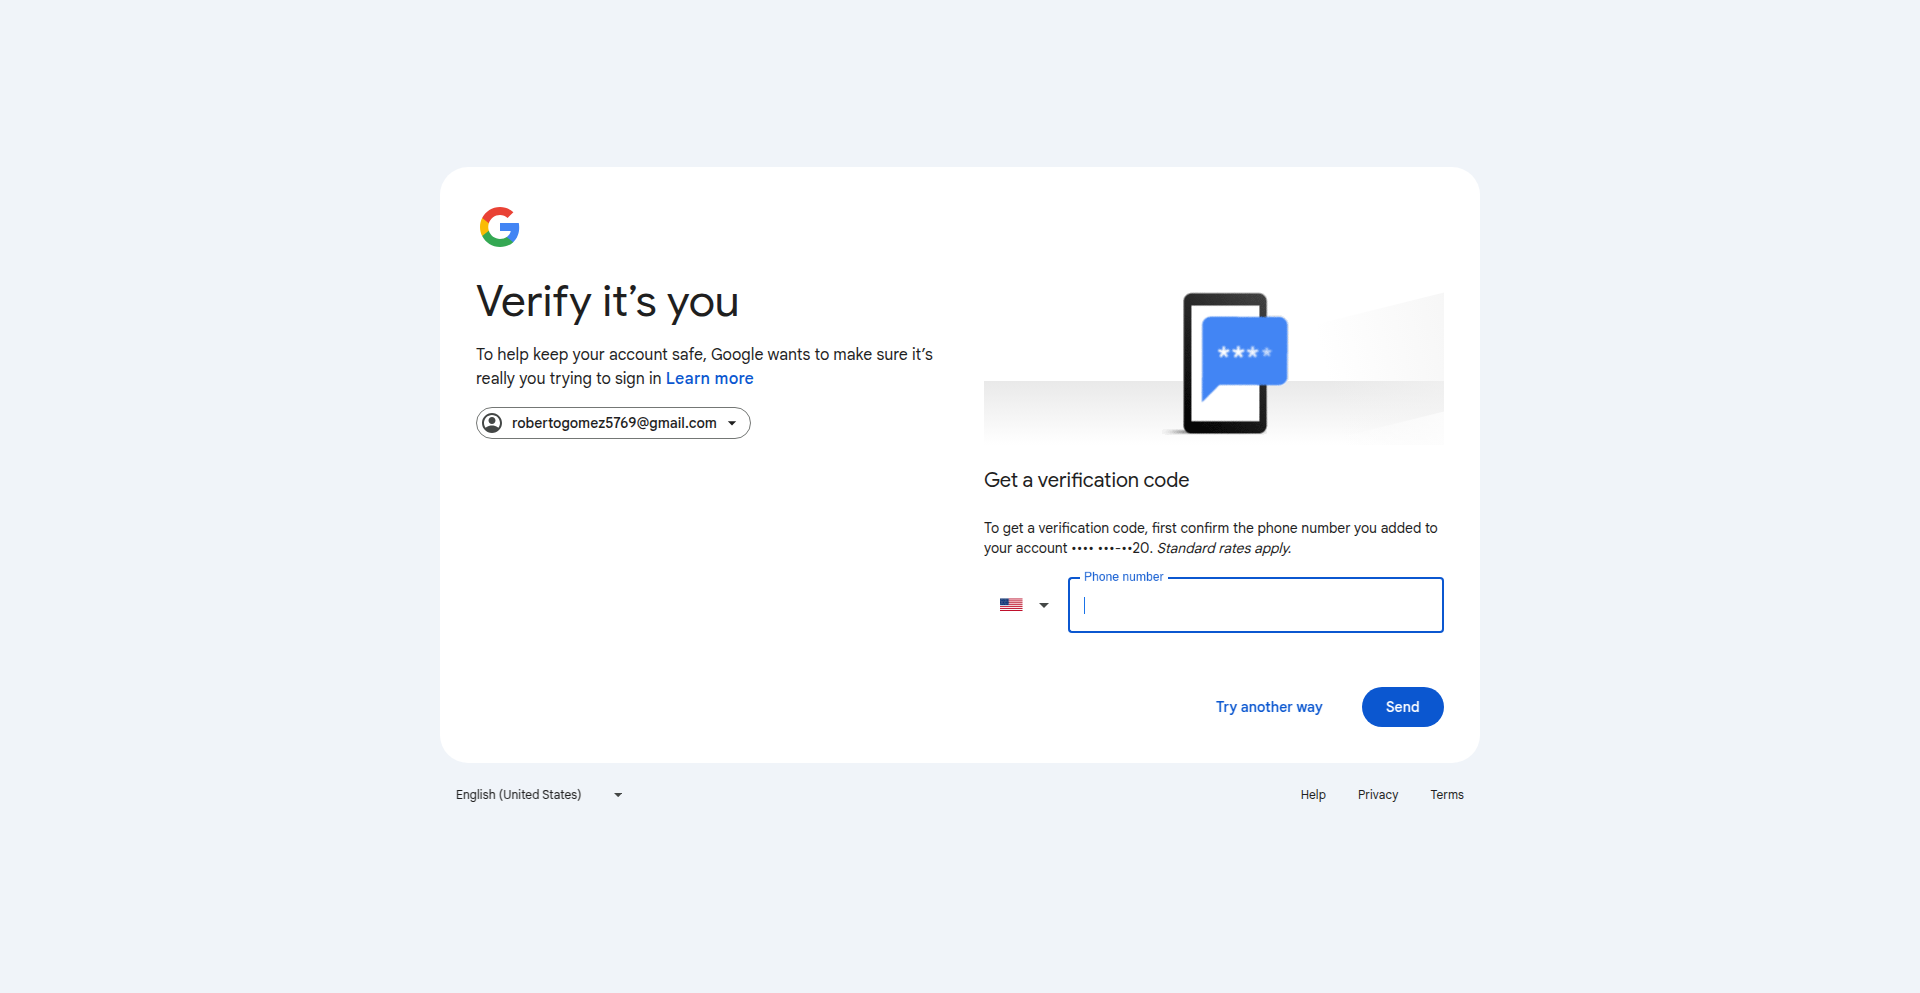 Verify it’s you
To help keep your account safe, Google wants to make sure it’s
really you trying to sign in Learn more
robertogomez5769@gmail.com
****
Get a verification code
To get a verification code, first confirm the phone number you added to
your account •••• •••-••20. Standard rates apply.
Phone number
Try another way
Send
English (United States)
Help
Privacy
Terms